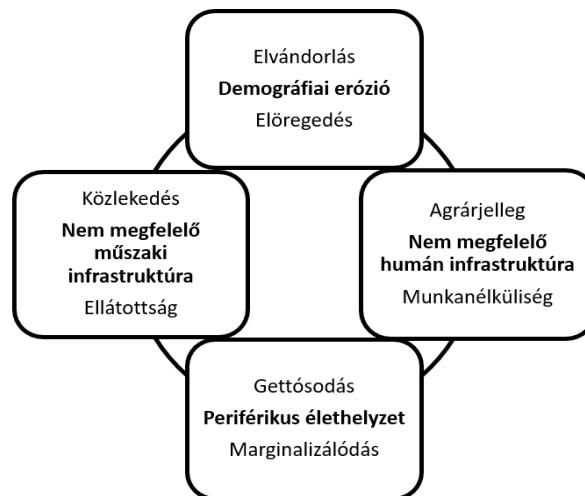 Elvándorlás
Demográfiai erózió
Elöregedés
Közlekedés
Nem megfelelő
műszaki
infrastruktúra
Ellátottság
Agrárjelleg
Nem megfelelő
humán infrastruktúra
Munkanélküliség
Gettósodás
Periférikus élethelyzet
Marginalizálódás